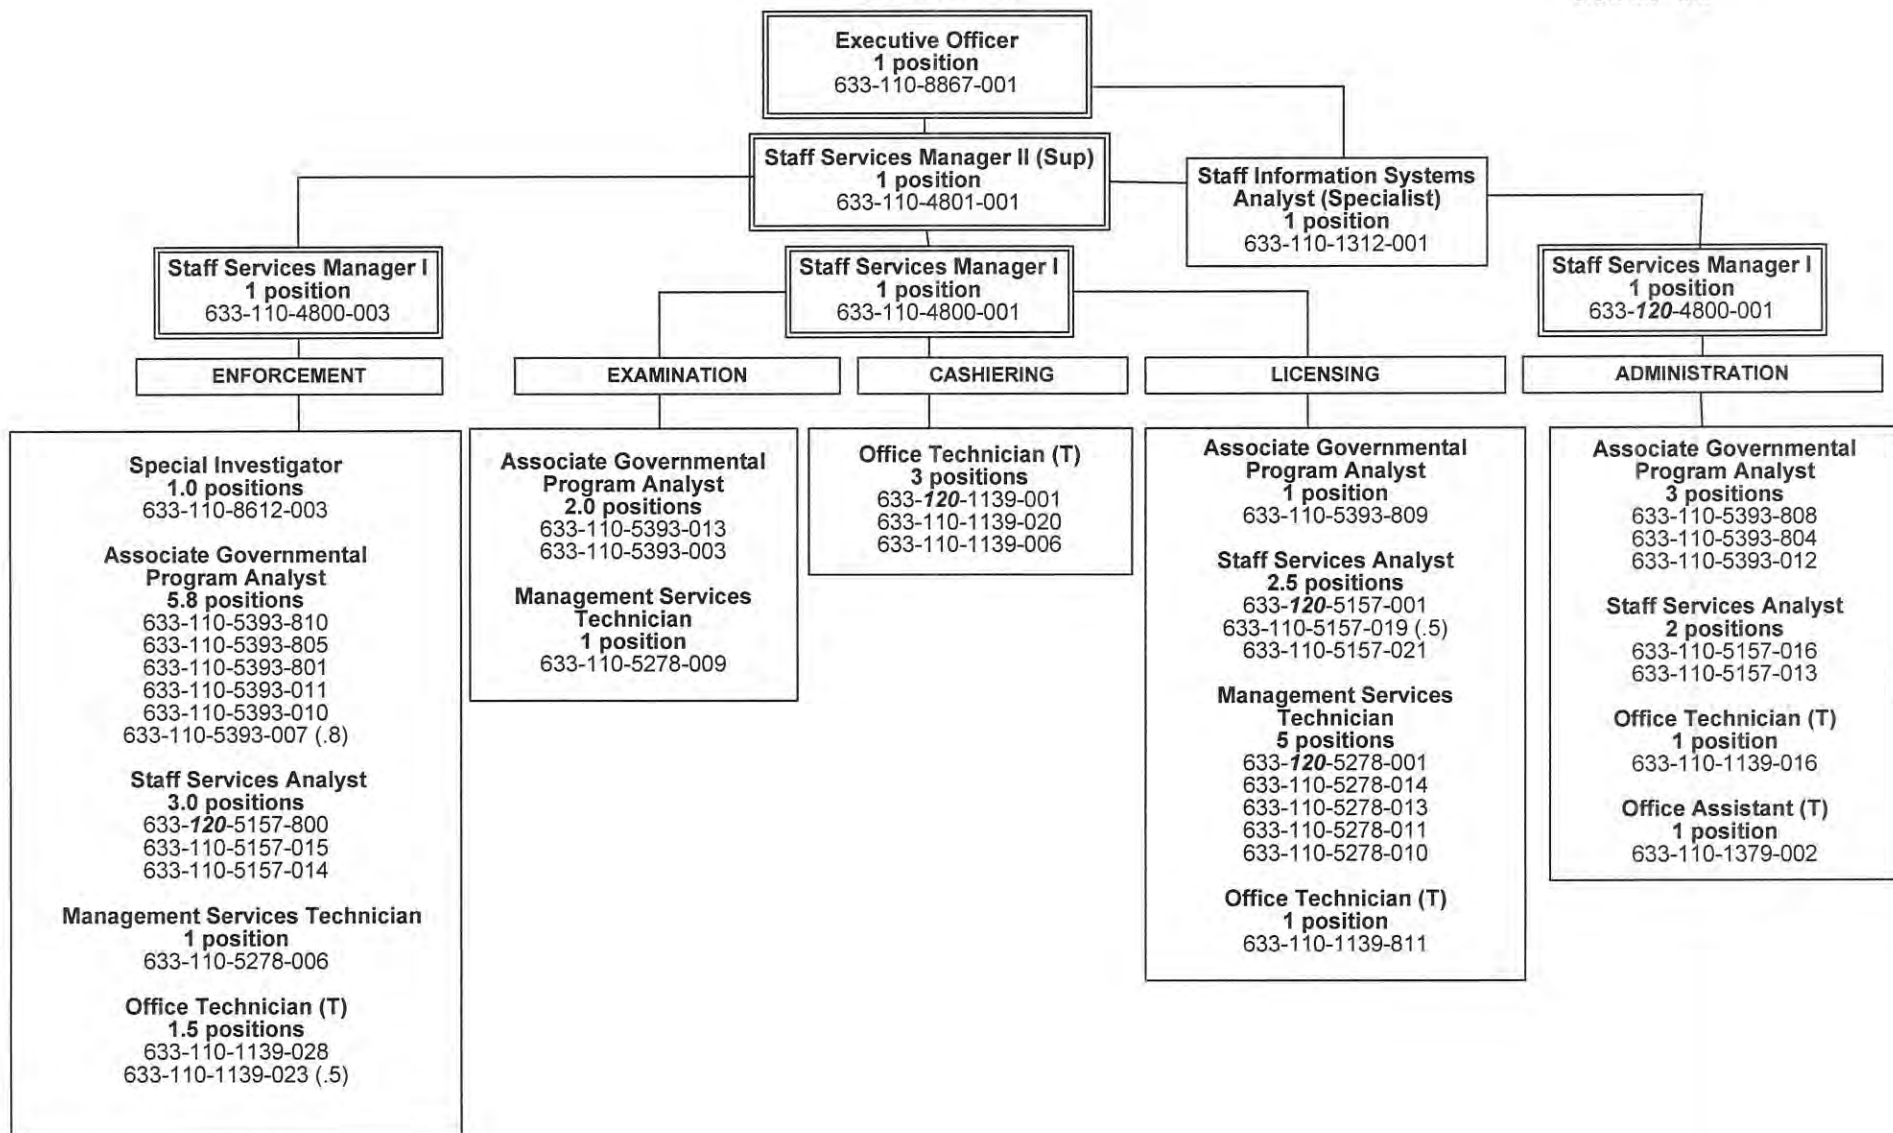 Executive Officer
1 position
633-110-8867-001
Staff Services Manager II (Sup)
1 position
633-110-4801-001
Staff Information Systems
Analyst (Specialist)
1 position
633-110-1312-001
Staff Services Manager I
1 position
633-110-4800-003
Staff Services Manager I
1 position
633-110-4800-001
Staff Services Manager I
1 position
633-120-4800-001
ENFORCEMENT
EXAMINATION
CASHIERING
LICENSING
ADMINISTRATION
Special Investigator
1.0 positions
633-110-8612-003
Associate Governmental
Program Analyst
5.8 positions
633-110-5393-810
633-110-5393-805
633-110-5393-801
633-110-5393-011
633-110-5393-010
633-110-5393-007 (.8)
Staff Services Analyst
3.0 positions
633-120-5157-800
633-110-5157-015
633-110-5157-014
Management Services Technician
1 position
633-110-5278-006
Office Technician (T)
1.5 positions
633-110-1139-028
633-110-1139-023 (.5)
Associate Governmental
Program Analyst
2.0 positions
633-110-5393-013
633-110-5393-003
Management Services
Technician
1 position
633-110-5278-009
Office Technician (T)
3 positions
633-120-1139-001
633-110-1139-020
633-110-1139-006
Associate Governmental
Program Analyst
1 position
633-110-5393-809
Staff Services Analyst
2.5 positions
633-120-5157-001
633-110-5157-019 (.5)
633-110-5157-021
Management Services
Technician
5 positions
633-120-5278-001
633-110-5278-014
633-110-5278-013
633-110-5278-011
633-110-5278-010
Office Technician (T)
1 position
633-110-1139-811
Associate Governmental
Program Analyst
3 positions
633-110-5393-808
633-110-5393-804
633-110-5393-012
Staff Services Analyst
2 positions
633-110-5157-016
633-110-5157-013
Office Technician (T)
1 position
633-110-1139-016
Office Assistant (T)
1 position
633-110-1379-002